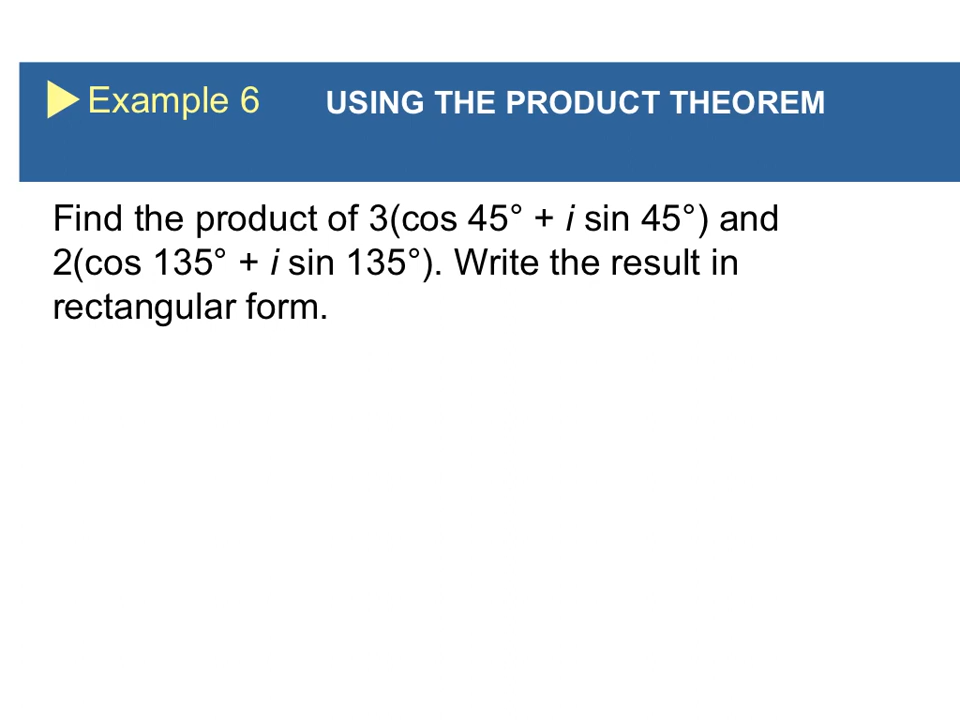 Example 6 USING THE PRODUCT THEOREM
Find the product of 3(cos 45° + i sin 45°) and
2(cos 135° + i sin 135°). Write the result in
rectangular form.